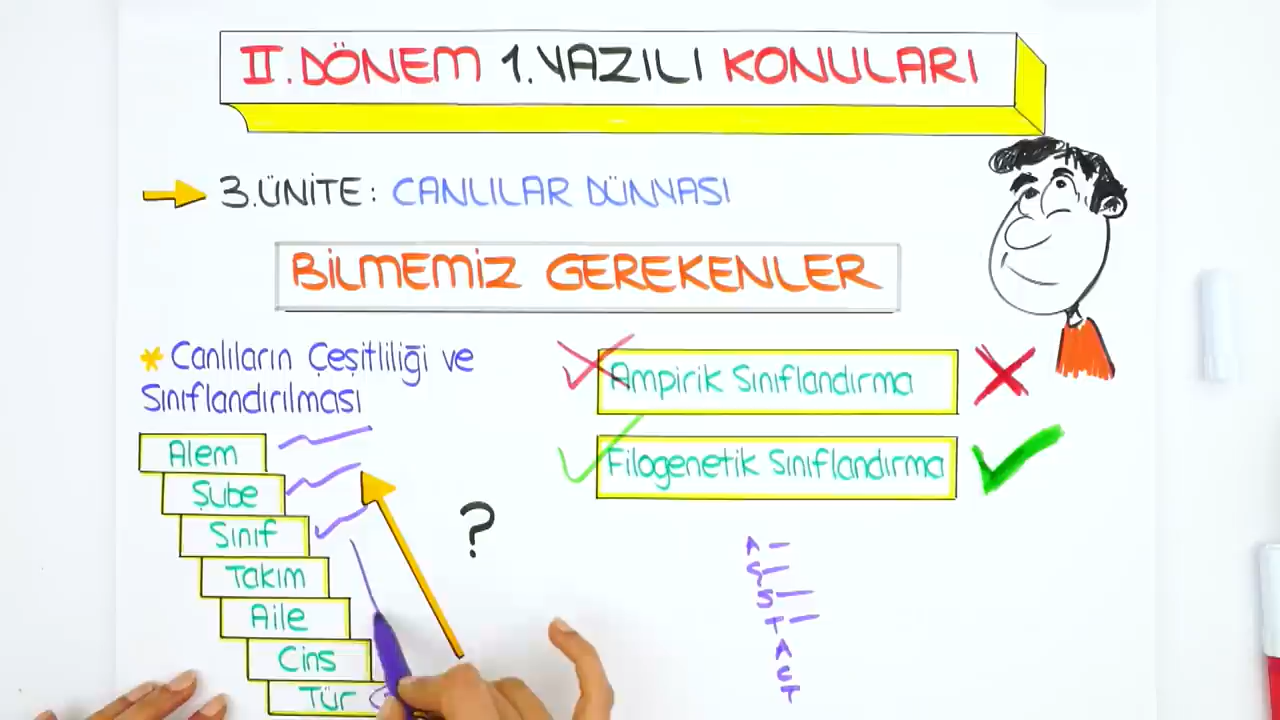 II. DÖNEM 1. YAZILI KONULARI
3. ÜNİTE: CANLILAR DÜNYASI
BİLMEMİZ GEREKENLER
* Canlıların Çeşitliliği ve
Sınıflandırılması
Alem
Şube
Sınıf
Takım
Aile
Cins
Tür
?
Ampirik Sınıflandırma
Filogenetik Sınıflandırma
A –
Ş –
S –
T –
A
C
T